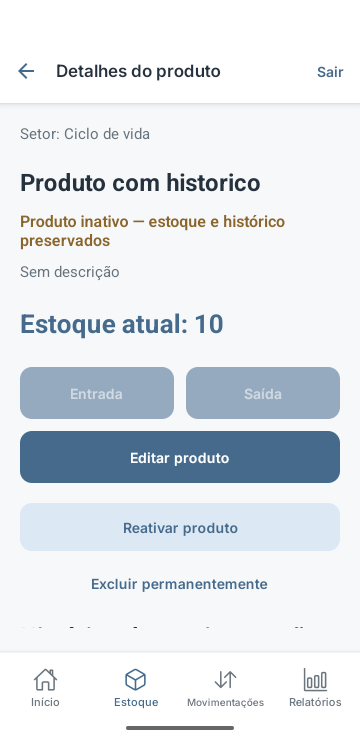 Detalhes do produto
Sair
Setor: Ciclo de vida
Produto com historico
Produto inativo — estoque e histórico
preservados
Sem descrição
Estoque atual: 10
Entrada
Saída
Editar produto
Reativar produto
Excluir permanentemente
Início
Estoque
Movimentações
Relatórios